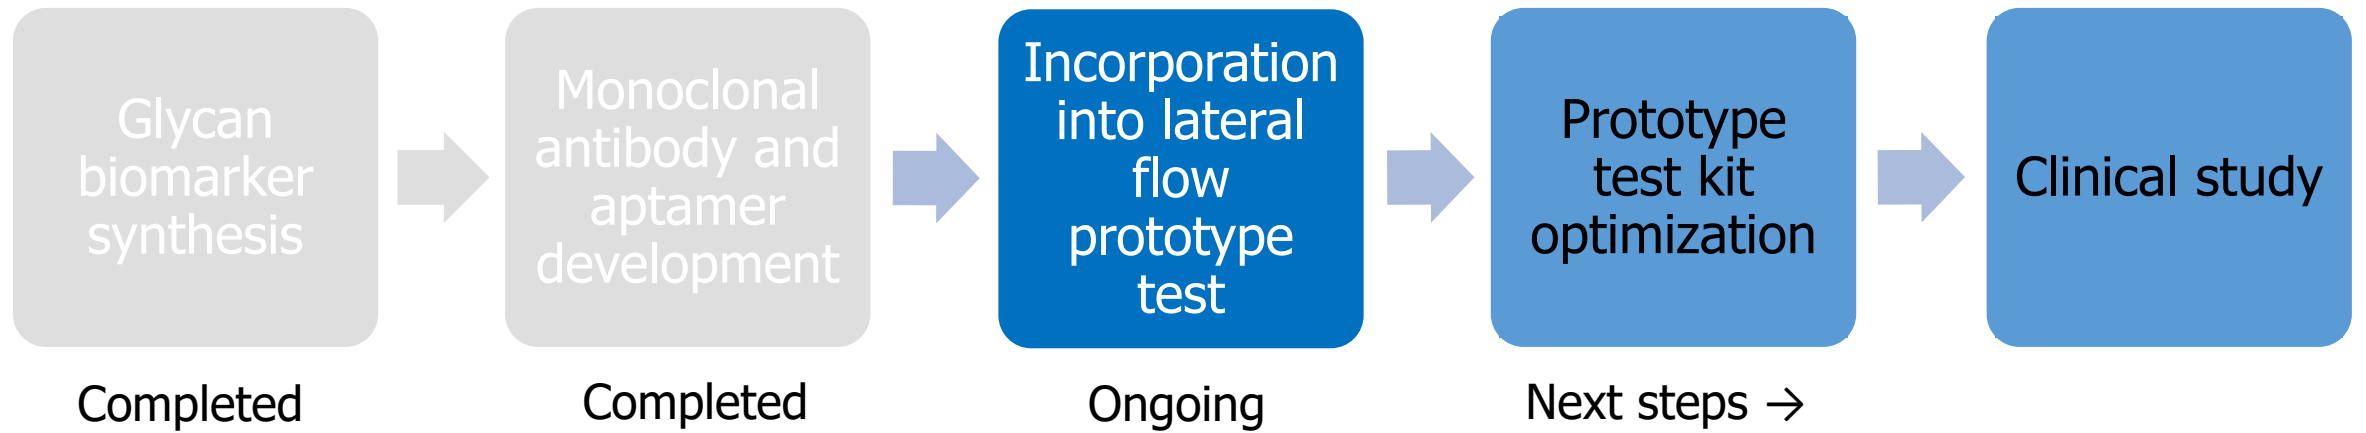 Glycan
biomarker
synthesis
Monoclonal
antibody and
aptamer
development
Incorporation
into lateral
flow
prototype
test
Prototype
test kit
optimization
Clinical study
Completed
Completed
Ongoing
Next steps →